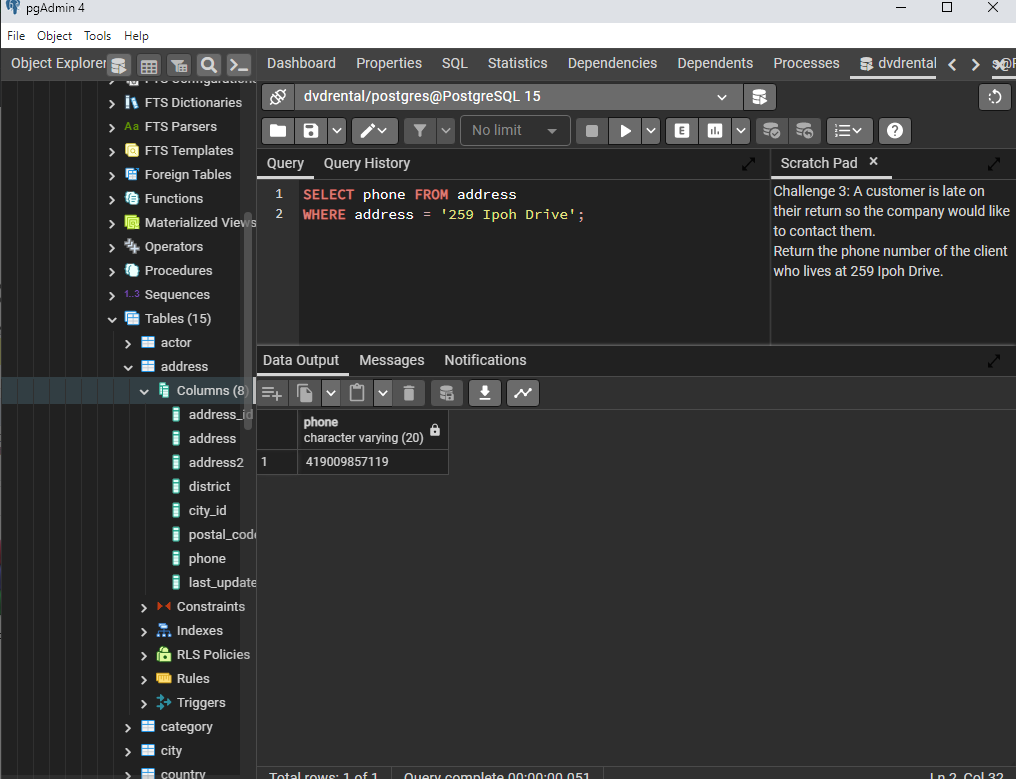 pgAdmin 4
File Object Tools Help
Object Explorer
Dashboard Properties SQL Statistics Dependencies Dependents Processes dvdrental
dvdrental/postgres@PostgreSQL 15
No limit
E
Query Query History
Scratch Pad
1 SELECT phone FROM address
2 WHERE address = '259 Ipoh Drive';
Challenge 3: A customer is late on
their return so the company would like
to contact them.
Return the phone number of the client
who lives at 259 Ipoh Drive.
FTS Configurations
FTS Dictionaries
Aa FTS Parsers
FTS Templates
Foreign Tables
Functions
Materialized Views
Operators
Procedures
1..3 Sequences
Tables (15)
actor
address
Columns (8)
address_id
address
address2
district
city_id
postal_code
phone
last_update
Constraints
Indexes
RLS Policies
Rules
Triggers
category
city
country
Data Output Messages Notifications
phone
character varying (20)
1 419009857119
Total rows: 1 of 1 Query complete 00:00:00.051 Ln 2, Col 32